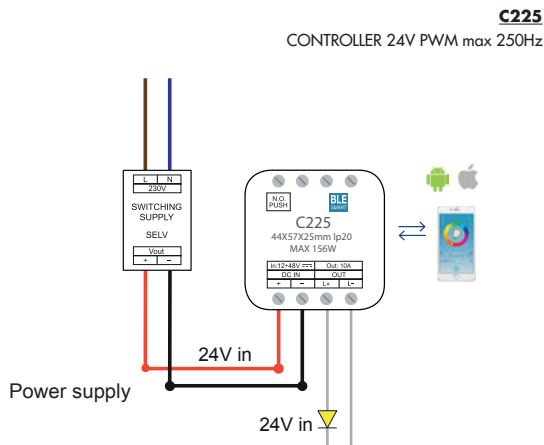 C225
CONTROLLER 24V PWM max 250Hz
L N
230V
SWITCHING
SUPPLY
SELV
Vout
+ −
N.O.
PUSH
BLE
SMART
C225
44X57X25mm Ip20
MAX 156W
In:12÷48V Out: 10A
DC IN OUT
+ − L+ L−
24V in
Power supply
24V in